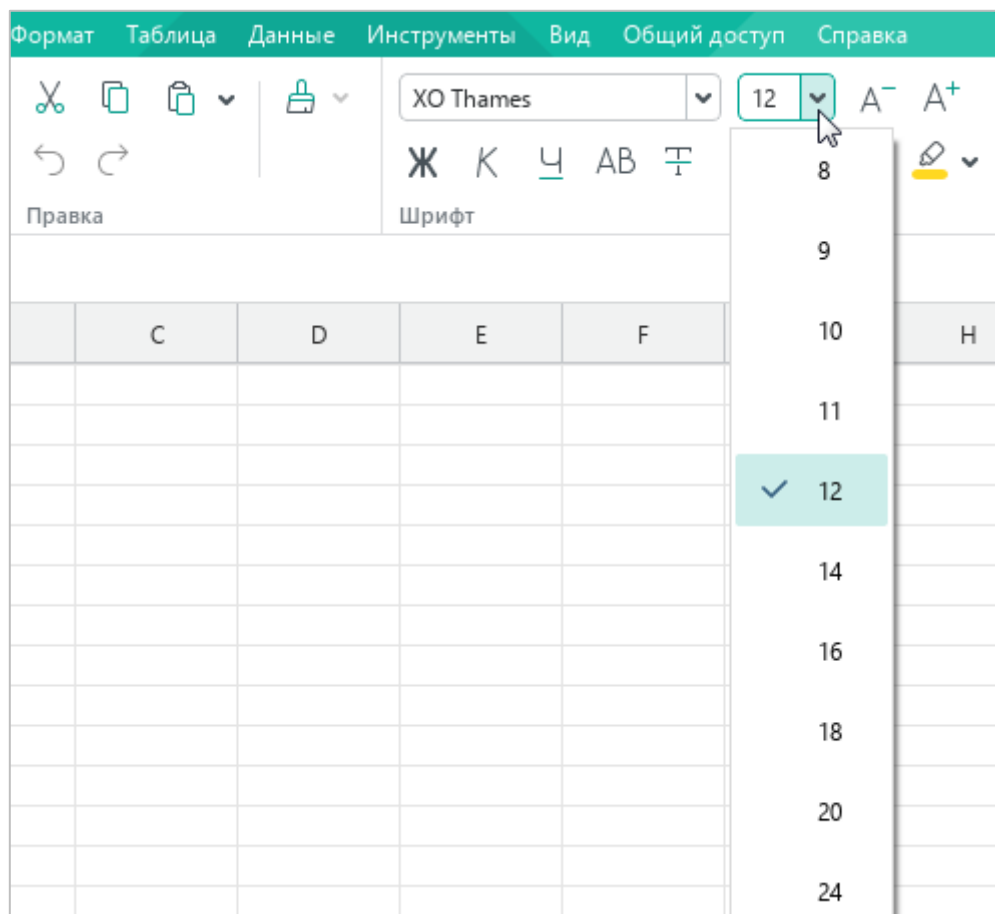 Формат Таблица Данные Инструменты Вид Общий доступ Справка
XO Thames 12 A− A+
Ж К Ч АВ Т
Правка Шрифт
C D E F H
8
9
10
11
12
14
16
18
20
24